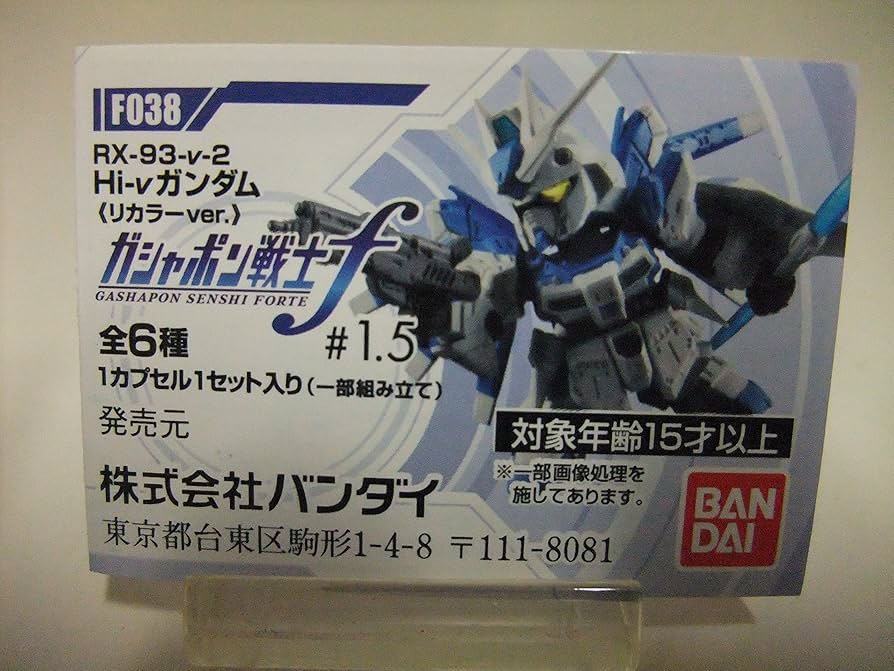 F038
RX-93-ν-2
Hi-νガンダム
《リカラーver.》
ガシャポン戦士f
GASHAPON SENSHI FORTE
#1.5
全6種
1カプセル1セット入り(一部組み立て)
発売元
株式会社バンダイ
東京都台東区駒形1-4-8 〒111-8081
対象年齢15才以上
※一部画像処理を
施してあります。
BAN
DAI